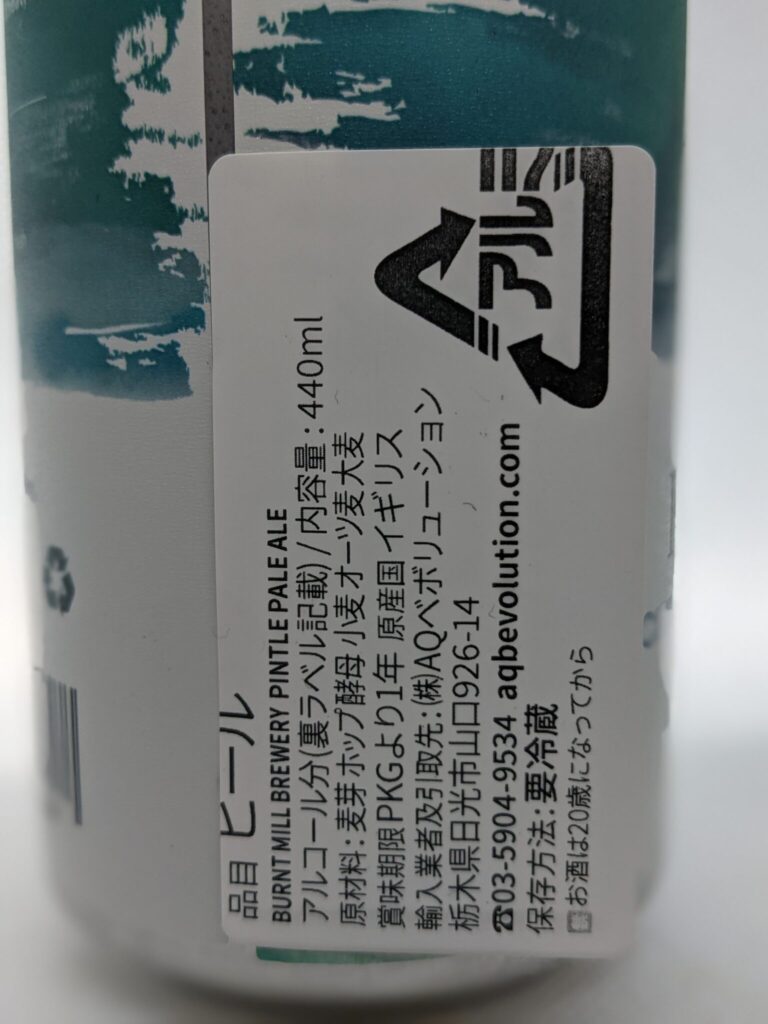 品目 ビール
BURNT MILL BREWERY PINTLE PALE ALE
アルコール分(裏ラベル記載) / 内容量 : 440ml
原材料 : 麦芽 ホップ 酵母 小麦 オーツ麦 大麦
賞味期限 PKGより1年 原産国 イギリス
輸入業者及引取先 : (株)AQベボリューション
栃木県日光市山口926-14
☎03-5904-9534 aqbevolution.com
保存方法 : 要冷蔵
お酒は20歳になってから
アルミ